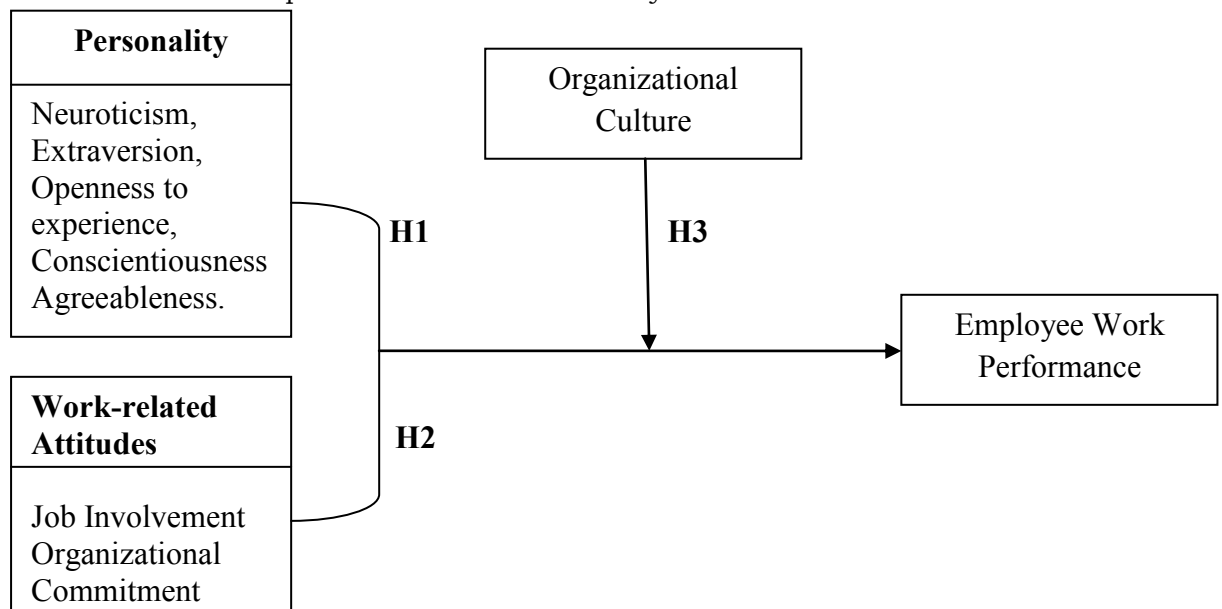 Personality
Neuroticism,
Extraversion,
Openness to
experience,
Conscientiousness
Agreeableness.
Organizational
Culture
H1
H3
Employee Work
Performance
Work-related
Attitudes
H2
Job Involvement
Organizational
Commitment